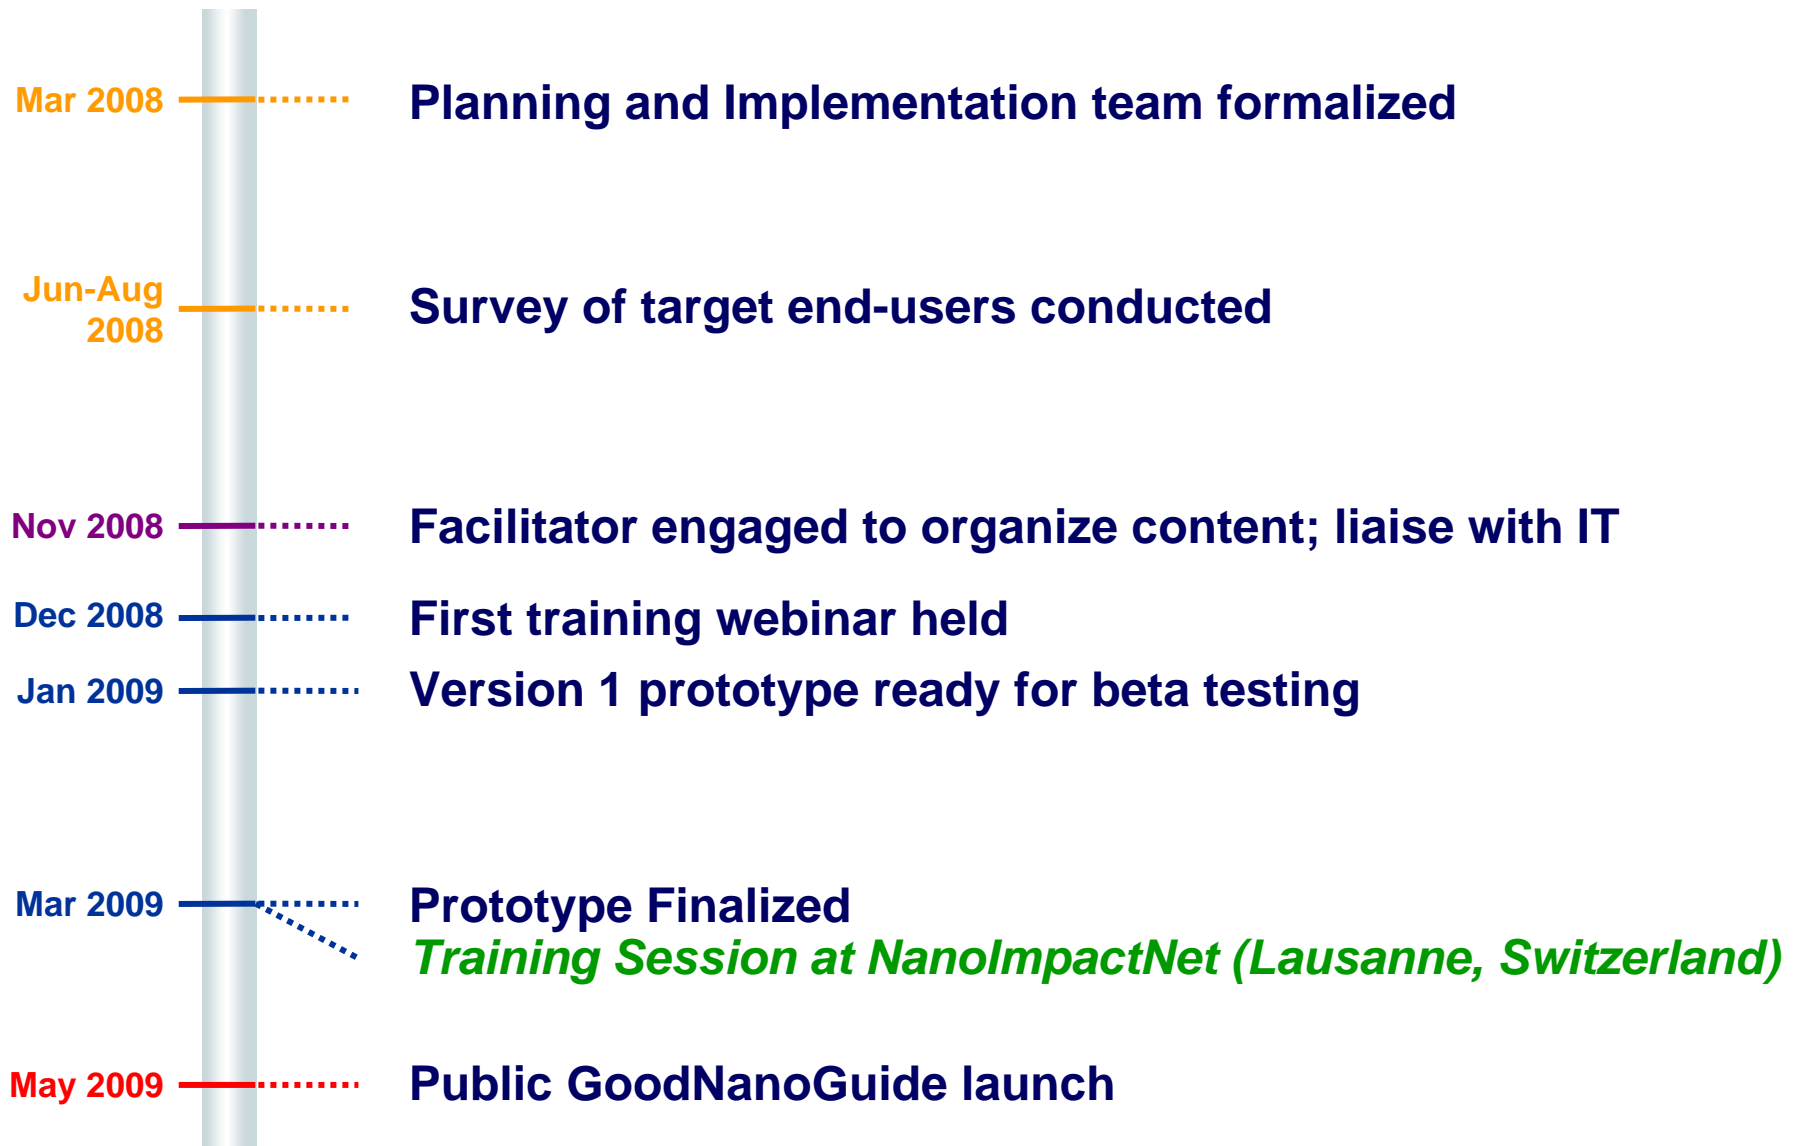 Mar 2008
Planning and Implementation team formalized
Jun-Aug
2008
Survey of target end-users conducted
Nov 2008
Facilitator engaged to organize content; liaise with IT
Dec 2008
First training webinar held
Jan 2009
Version 1 prototype ready for beta testing
Mar 2009
Prototype Finalized
Training Session at NanoImpactNet (Lausanne, Switzerland)
May 2009
Public GoodNanoGuide launch